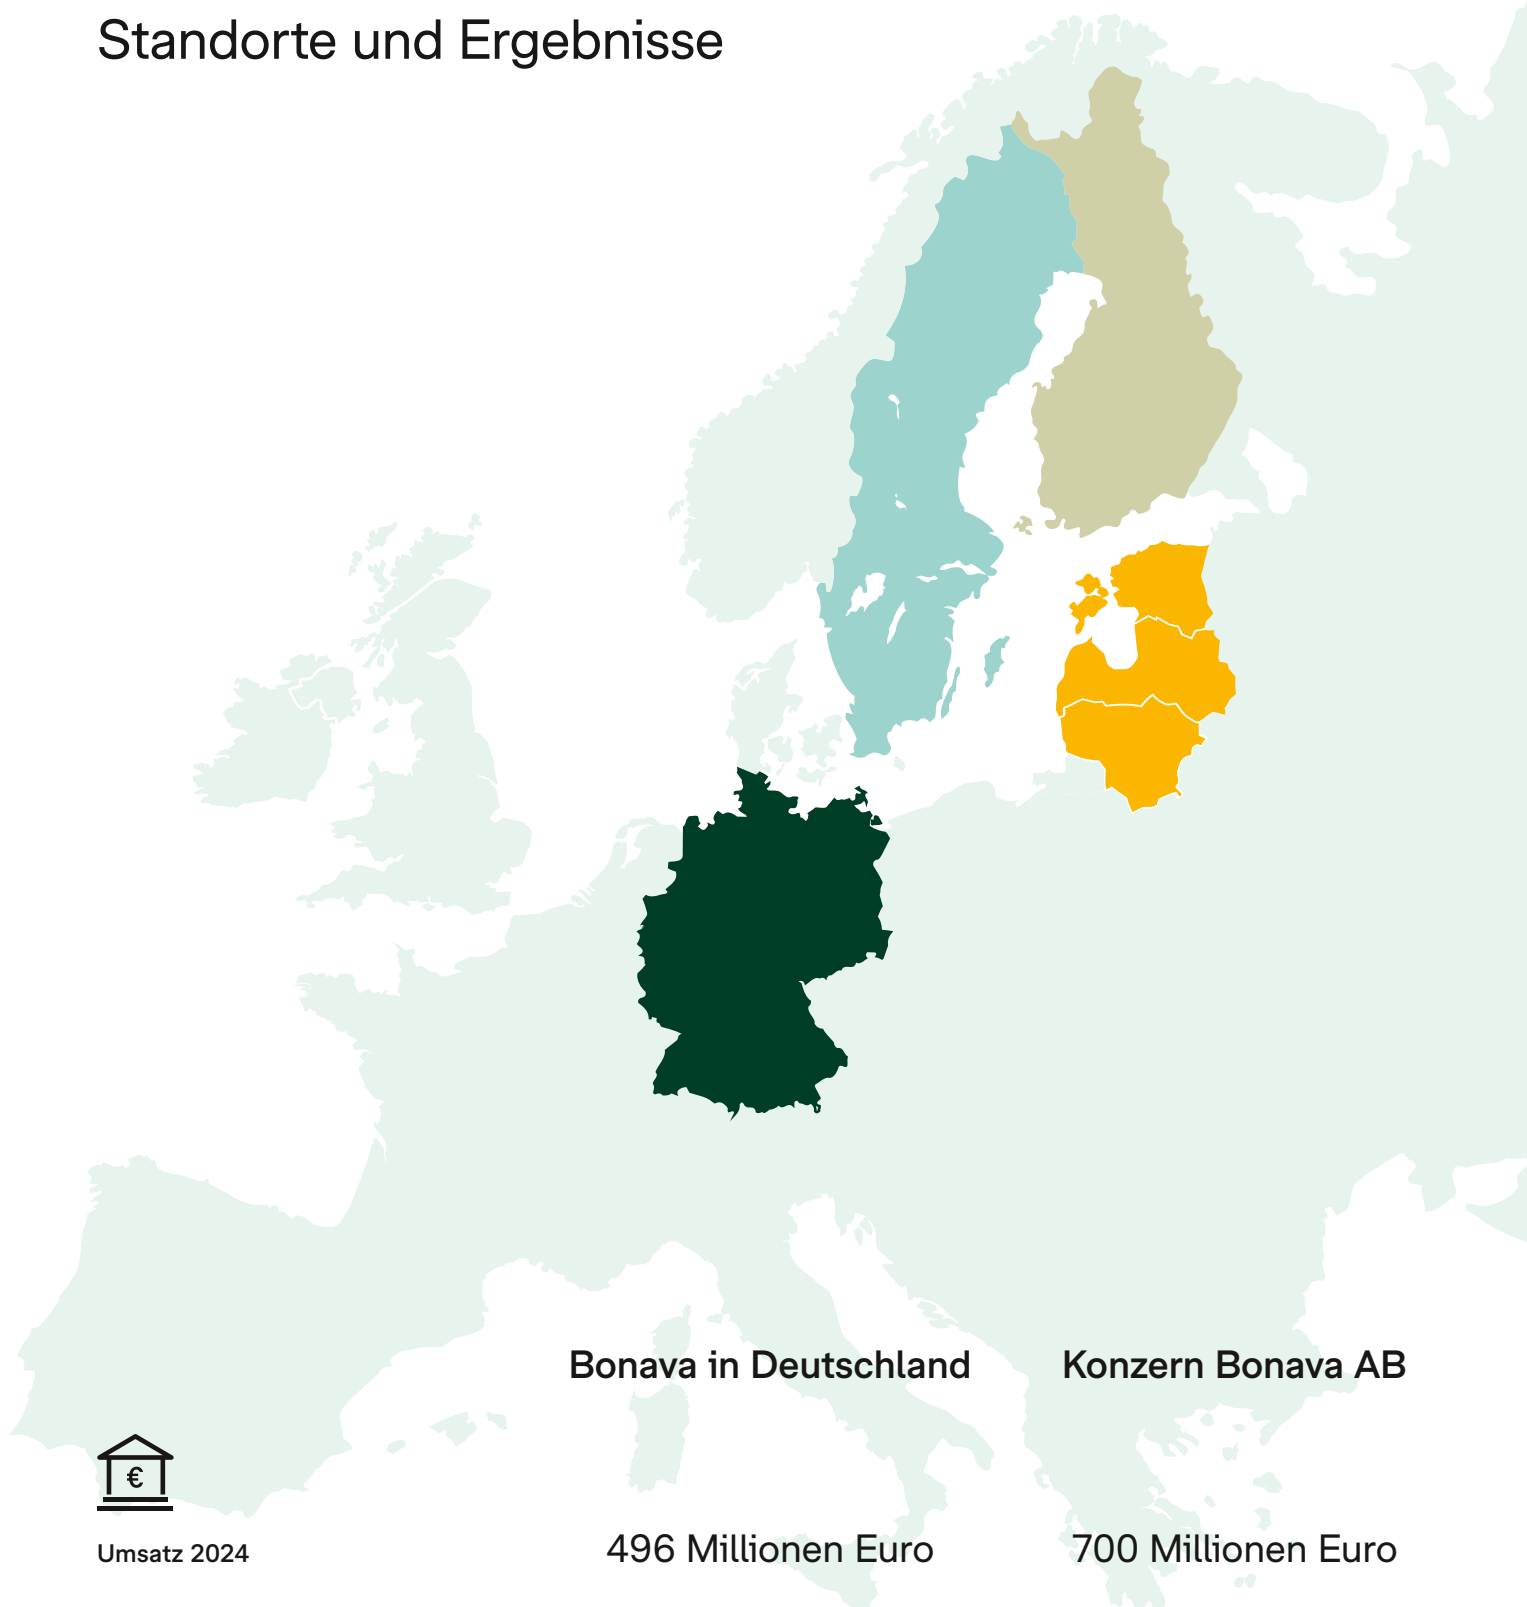 Standorte und Ergebnisse
Bonava in Deutschland
Konzern Bonava AB
€
Umsatz 2024
496 Millionen Euro
700 Millionen Euro